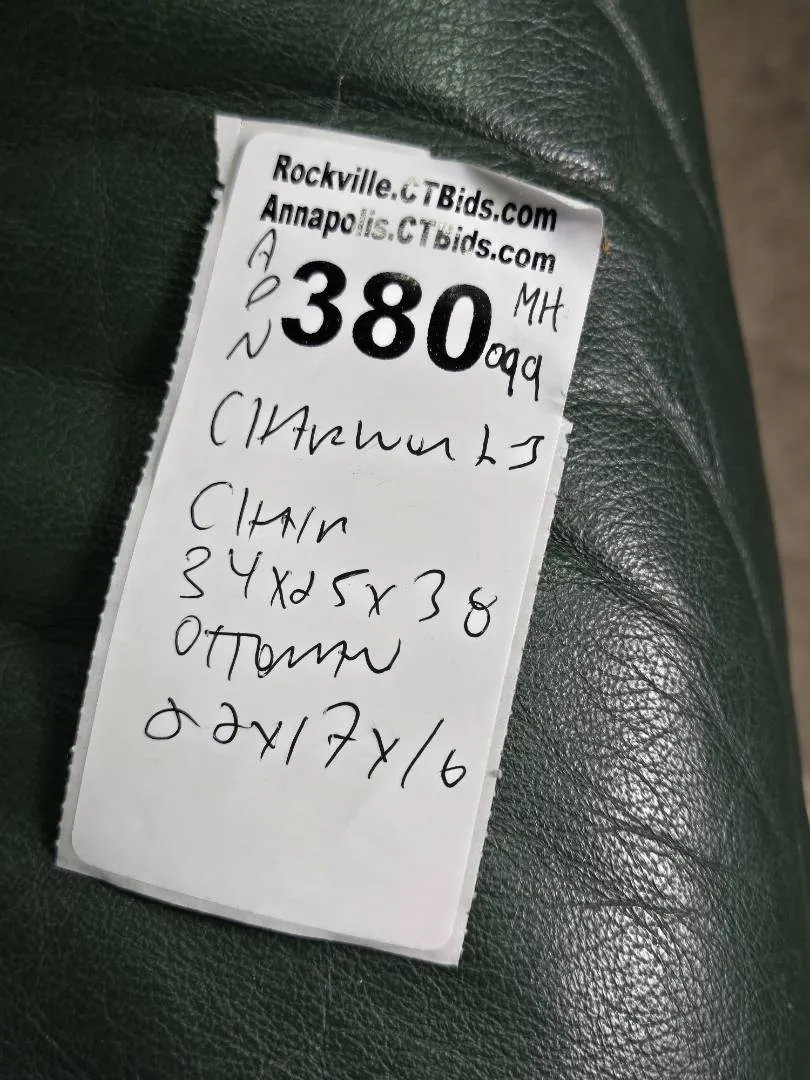 Rockville.CTBids.com
Annapolis.CTBids.com
380 MH
099
CHAIR
34x25x38
OTTOMAN
22x17x16